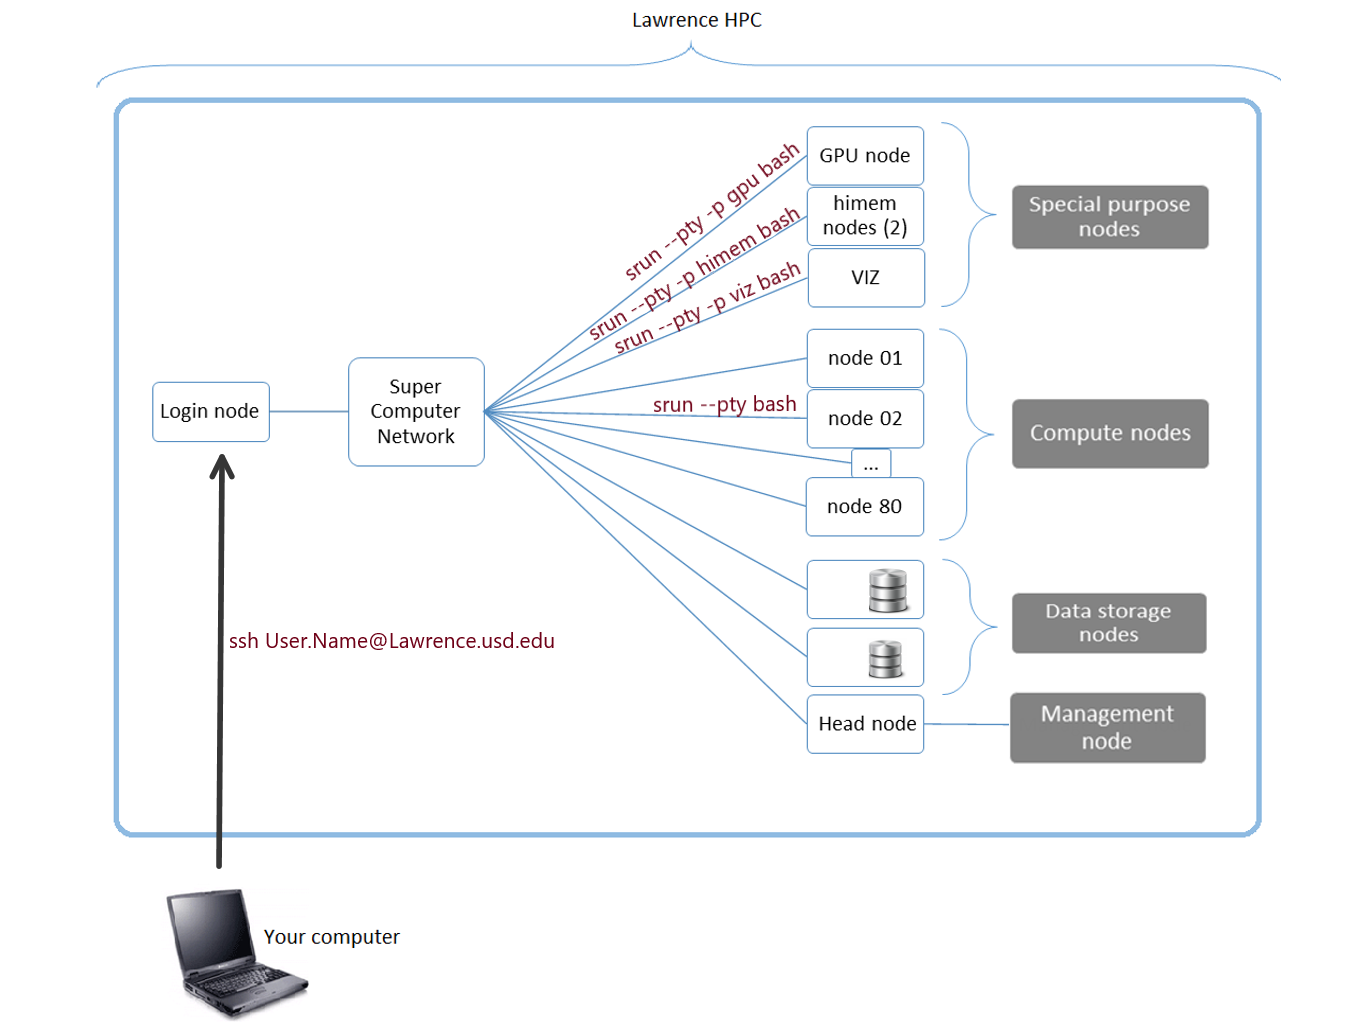 Lawrence HPC
GPU node
himem
nodes (2)
VIZ
Special purpose
nodes
srun --pty -p gpu bash
srun --pty -p himem bash
srun --pty -p viz bash
node 01
srun --pty bash
node 02
...
node 80
Compute nodes
Login node
Super
Computer
Network
Data storage
nodes
ssh User.Name@Lawrence.usd.edu
Head node
Management
node
Your computer